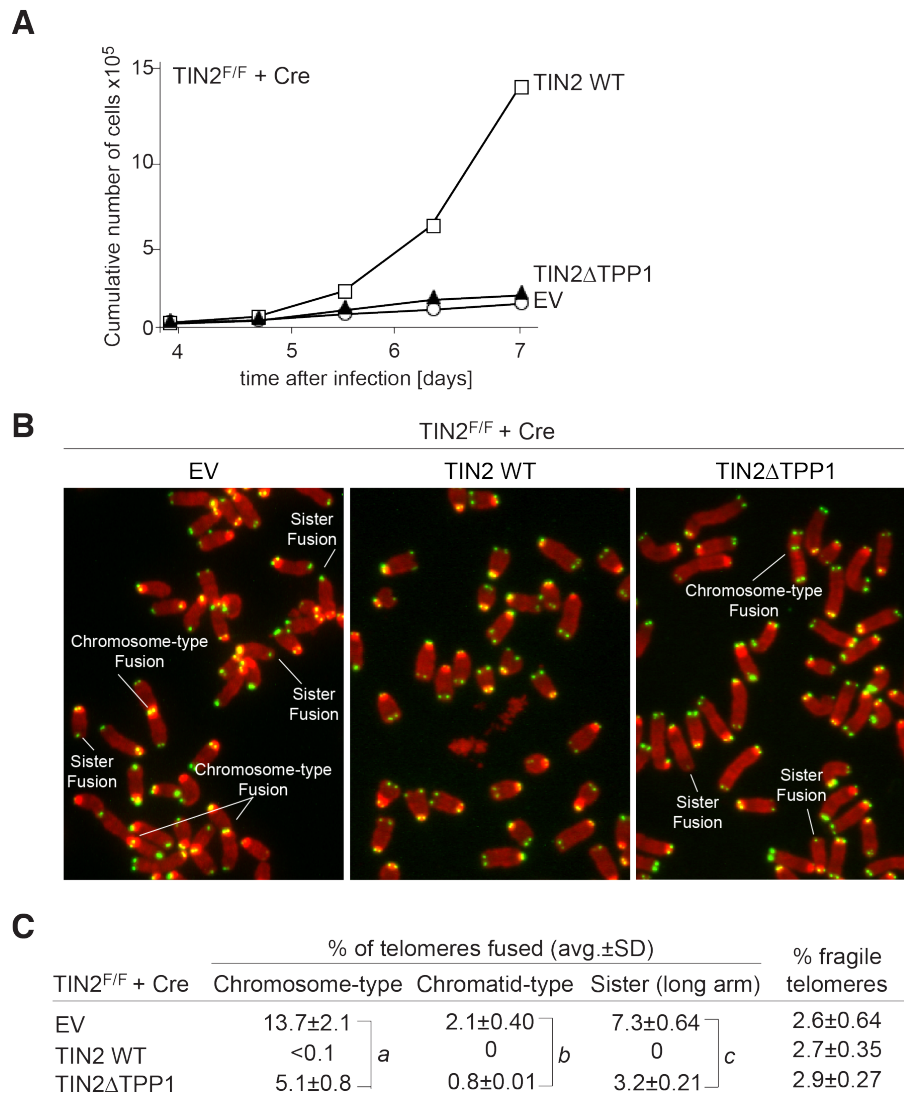 A
TIN2F/F + Cre
Cumulative number of cells x10⁵
15
10
5
0
4 5 6 7
time after infection [days]
TIN2 WT
TIN2ΔTPP1
EV
B
TIN2F/F + Cre
EV TIN2 WT TIN2ΔTPP1
Sister
Fusion
Chromosome-type
Fusion
Sister
Fusion
Sister
Fusion
Chromosome-type
Fusion
Chromosome-type
Fusion
Sister
Fusion
Sister
Fusion
C
% of telomeres fused (avg.±SD) % fragile
TIN2F/F + Cre Chromosome-type Chromatid-type Sister (long arm) telomeres
EV 13.7±2.1 2.1±0.40 7.3±0.64 2.6±0.64
TIN2 WT <0.1 a 0 b 0 c 2.7±0.35
TIN2ΔTPP1 5.1±0.8 0.8±0.01 3.2±0.21 2.9±0.27